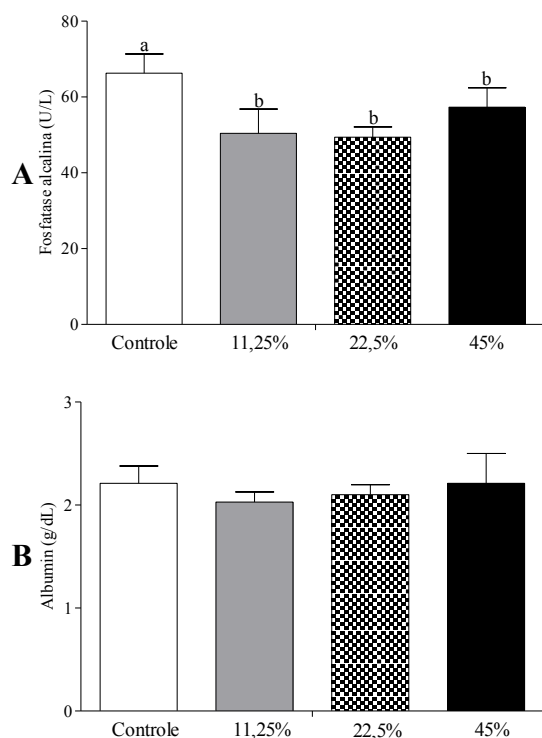 A
Fosfatase alcalina (U/L)
80
60
40
20
0
a
b
b
b
Controle
11,25%
22,5%
45%
B
Albumin (g/dL)
3
2
1
0
Controle
11,25%
22,5%
45%